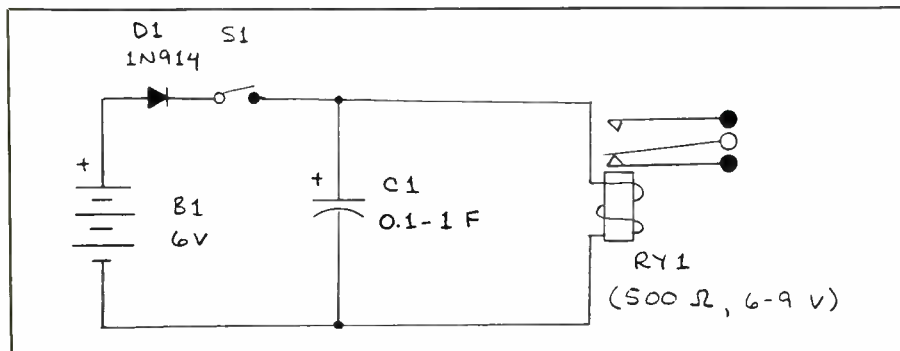 D1
1N914
S1
+
B1
6V
+
C1
0.1-1 F
RY1
(500 Ω, 6-9 V)